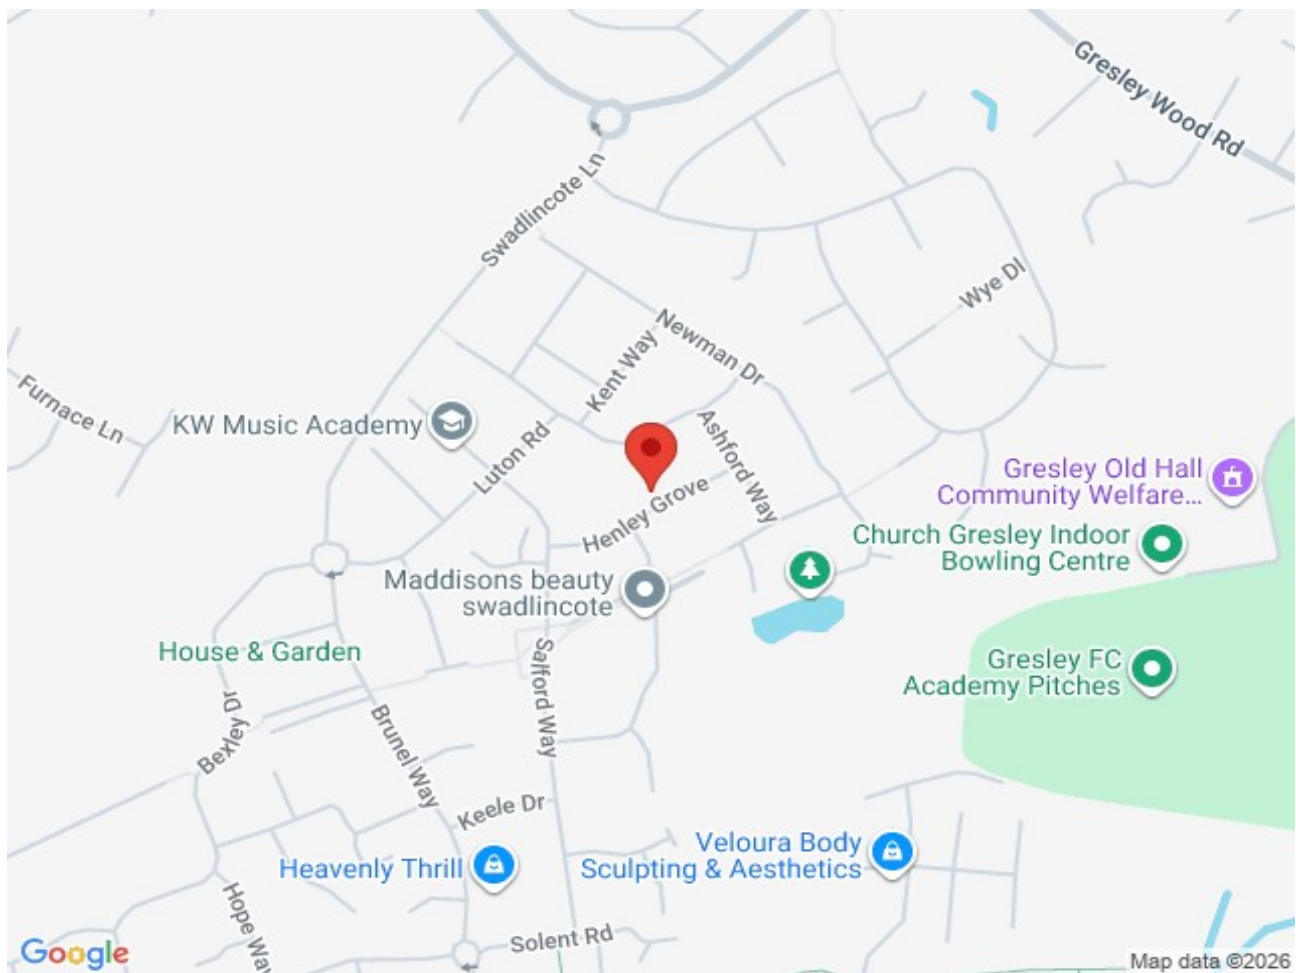 Gresley Wood Rd
Swadlincote Ln
Wye Dl
Newman Dr
Kent Way
Furnace Ln
KW Music Academy
Ashford Way
Luton Rd
Gresley Old Hall
Community Welfare...
Henley Grove
Church Gresley Indoor
Bowling Centre
Maddisons beauty
swadlincote
House & Garden
Salford Way
Gresley FC
Academy Pitches
Bexley Dr
Brunel Way
Keele Dr
Veloura Body
Sculpting & Aesthetics
Heavenly Thrill
Hope Way
Solent Rd
Google
Map data ©2026